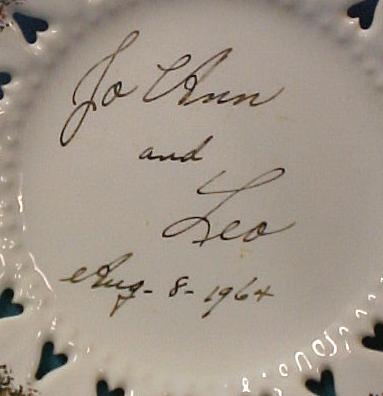 Jo Ann
and
Leo
Aug - 8 - 1964